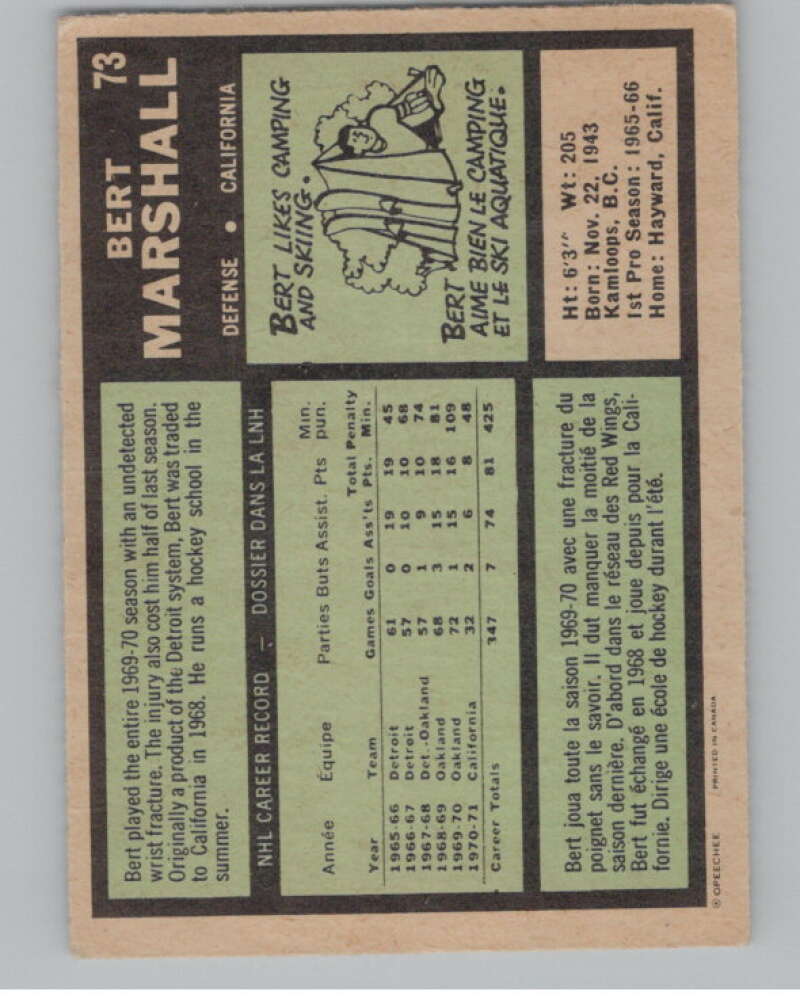 73
BERT
MARSHALL
DEFENSE • CALIFORNIA
Bert played the entire 1969-70 season with an undetected
wrist fracture. The injury also cost him half of last season.
Originally a product of the Detroit system, Bert was traded
to California in 1968. He runs a hockey school in the
summer.
BERT LIKES CAMPING
AND SKIING.
BERT
AIME BIEN LE CAMPING
ET LE SKI AQUATIQUE.
NHL CAREER RECORD — DOSSIER DANS LA LNH
Année Équipe Parties Buts Assist. Pts Min. pun.
Year Team Games Goals Ass'ts Total Pts. Penalty Min.
1965-66 Detroit 61 0 19 19 45
1966-67 Detroit 57 0 10 10 68
1967-68 Det.-Oakland 57 1 9 10 74
1968-69 Oakland 68 3 15 18 81
1969-70 Oakland 72 1 15 16 109
1970-71 California 32 2 6 8 48
Career Totals 347 7 74 81 425
Ht: 6'3" Wt: 205
Born: Nov. 22, 1943
Kamloops, B.C.
1st Pro Season: 1965-66
Home: Hayward, Calif.
Bert joua toute la saison 1969-70 avec une fracture du
poignet sans le savoir. Il dut manquer la moitié de la
saison dernière. D'abord dans le réseau des Red Wings,
Bert fut échangé en 1968 et joue depuis pour la Cali-
fornie. Dirige une école de hockey durant l'été.
© OPEECHEE PRINTED IN CANADA